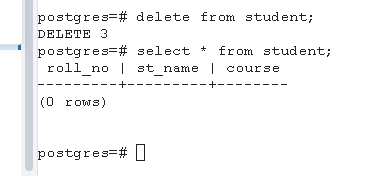 postgres=# delete from student;
DELETE 3
postgres=# select * from student;
 roll_no | st_name | course
---------+---------+--------
(0 rows)
postgres=#